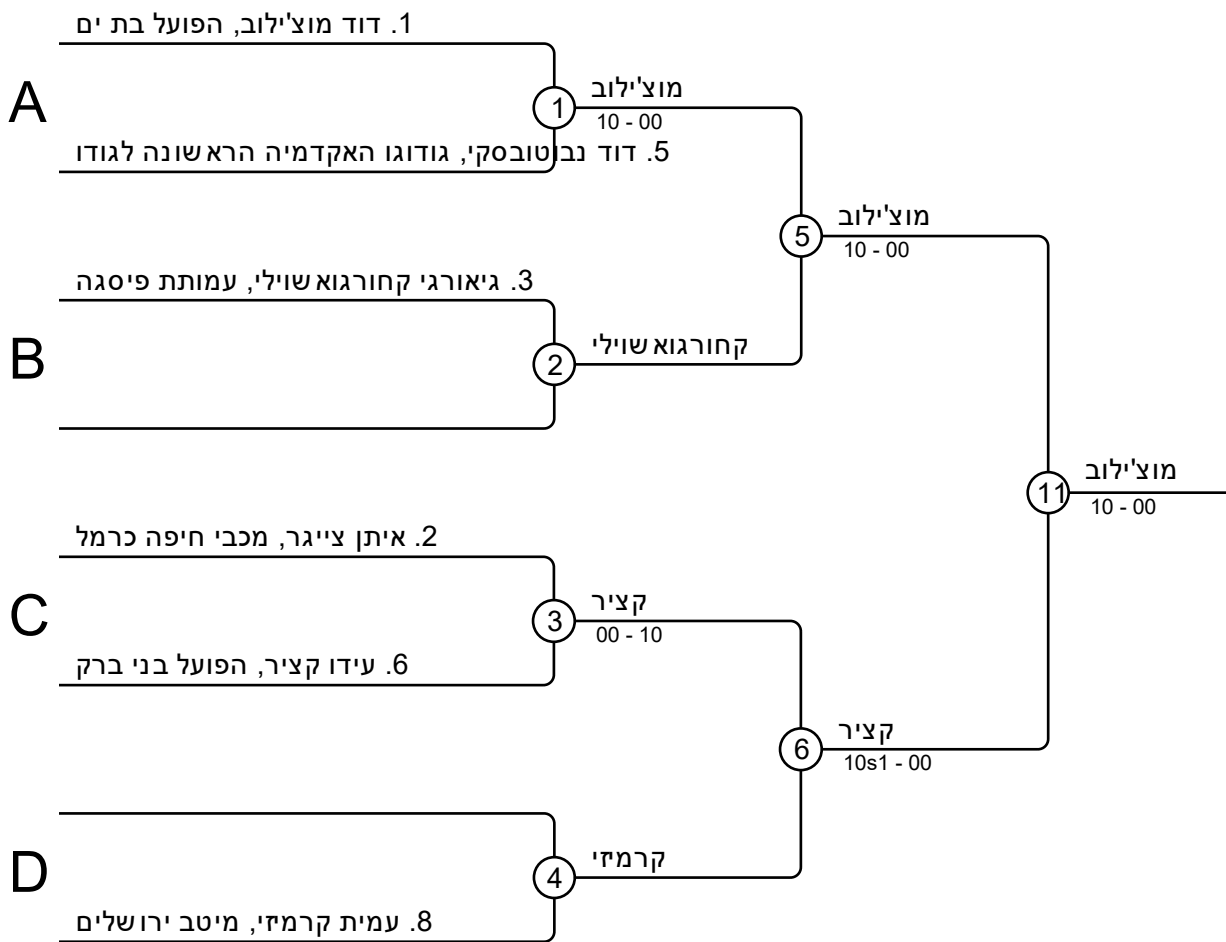 1. דוד מוצ'ילוב, הפועל בת ים
A
1
מוצ'ילוב
10 - 00
5. דוד נבוטובסקי, גודוגו האקדמיה הראשונה לגודו
5
מוצ'ילוב
10 - 00
3. גיאורגי קחורגואשוילי, עמותת פיסגה
B
2
קחורגואשוילי
11
מוצ'ילוב
10 - 00
2. איתן צייגר, מכבי חיפה כרמל
C
3
קציר
00 - 10
6. עידו קציר, הפועל בני ברק
6
קציר
10s1 - 00
D
4
קרמיזי
8. עמית קרמיזי, מיטב ירושלים